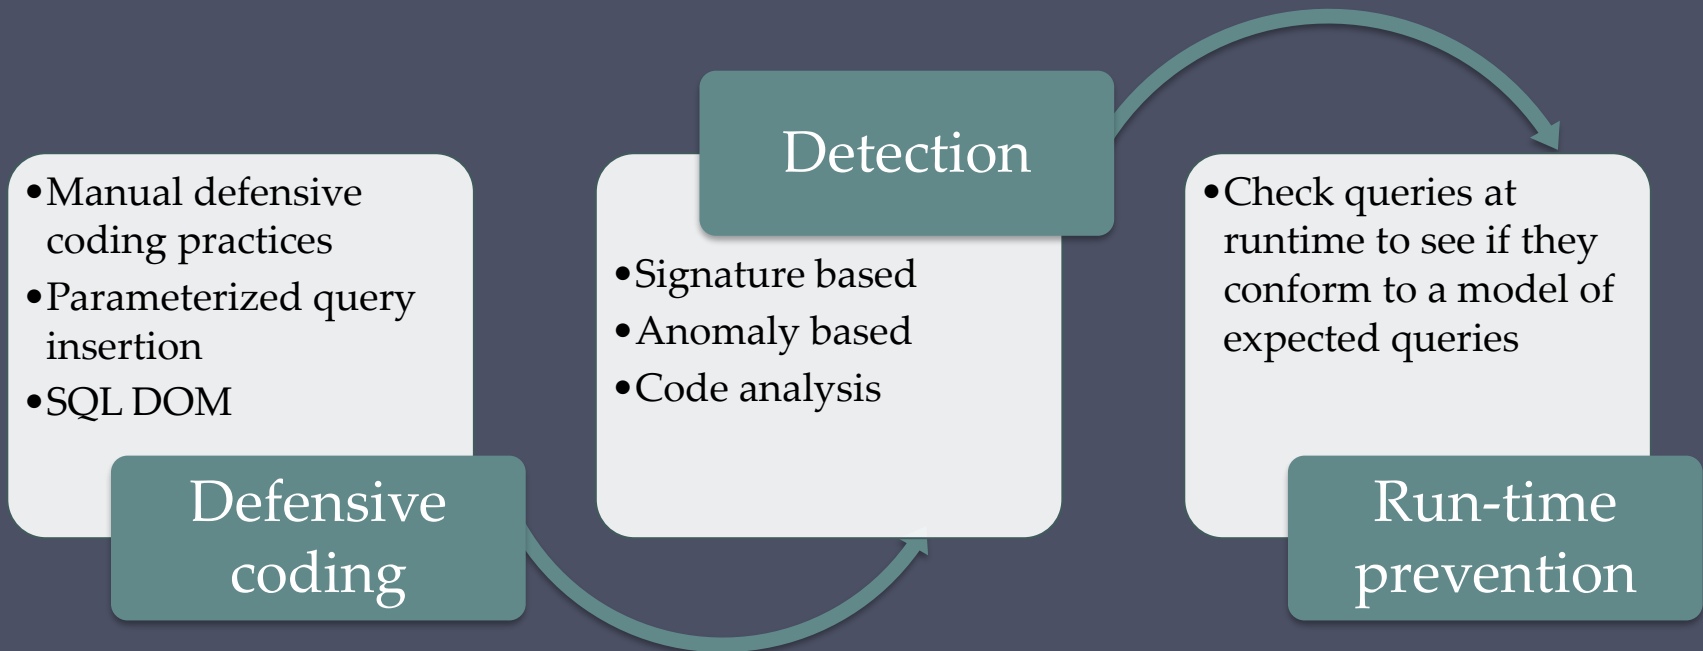 •Manual defensive
coding practices
•Parameterized query
insertion
•SQL DOM
Defensive
coding
Detection
•Signature based
•Anomaly based
•Code analysis
•Check queries at
runtime to see if they
conform to a model of
expected queries
Run-time
prevention